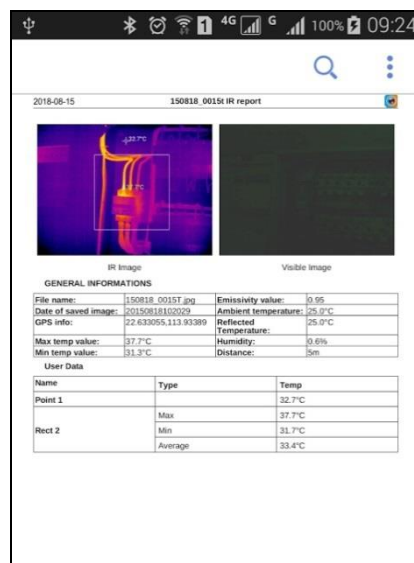 1 4G G 100% 09:24
2018-08-15 150818_0015t IR report
37.7°C
IR Image Visible Image
GENERAL INFORMATIONS
File name: 150818_0015T.jpg Emissivity value: 0.95
Date of saved image: 20150818102029 Ambient temperature: 25.0°C
GPS info: 22.633055,113.93389 Reflected Temperature: 25.0°C
Max temp value: 37.7°C Humidity: 0.6%
Min temp value: 31.3°C Distance: 5m
User Data
Name Type Temp
Point 1 32.7°C
Rect 2 Max 37.7°C
Min 31.7°C
Average 33.4°C